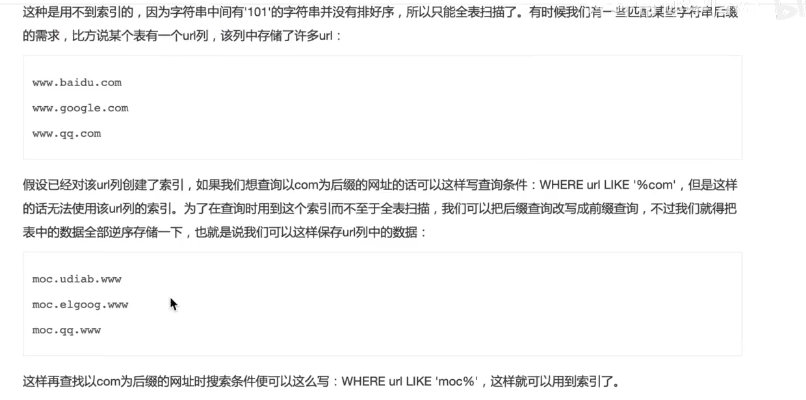 这种是用不到索引的，因为字符串中间有'101'的字符串并没有排好序，所以只能全表扫描了。有时候我们有一些匹配某些字符串后缀
的需求，比方说某个表有一个url列，该列中存储了许多url：
www.baidu.com
www.google.com
www.qq.com
假设已经对该url列创建了索引，如果我们想查询以com为后缀的网址的话可以这样写查询条件：WHERE url LIKE '%com'，但是这样
的话无法使用该url列的索引。为了在查询时用到这个索引而不至于全表扫描，我们可以把后缀查询改写成前缀查询，不过我们就得把
表中的数据全部逆序存储一下，也就是说我们可以这样保存url列中的数据：
moc.udiab.www
moc.elgoog.www
moc.qq.www
这样再查找以com为后缀的网址时搜索条件便可以这么写：WHERE url LIKE 'moc%'，这样就可以用到索引了。